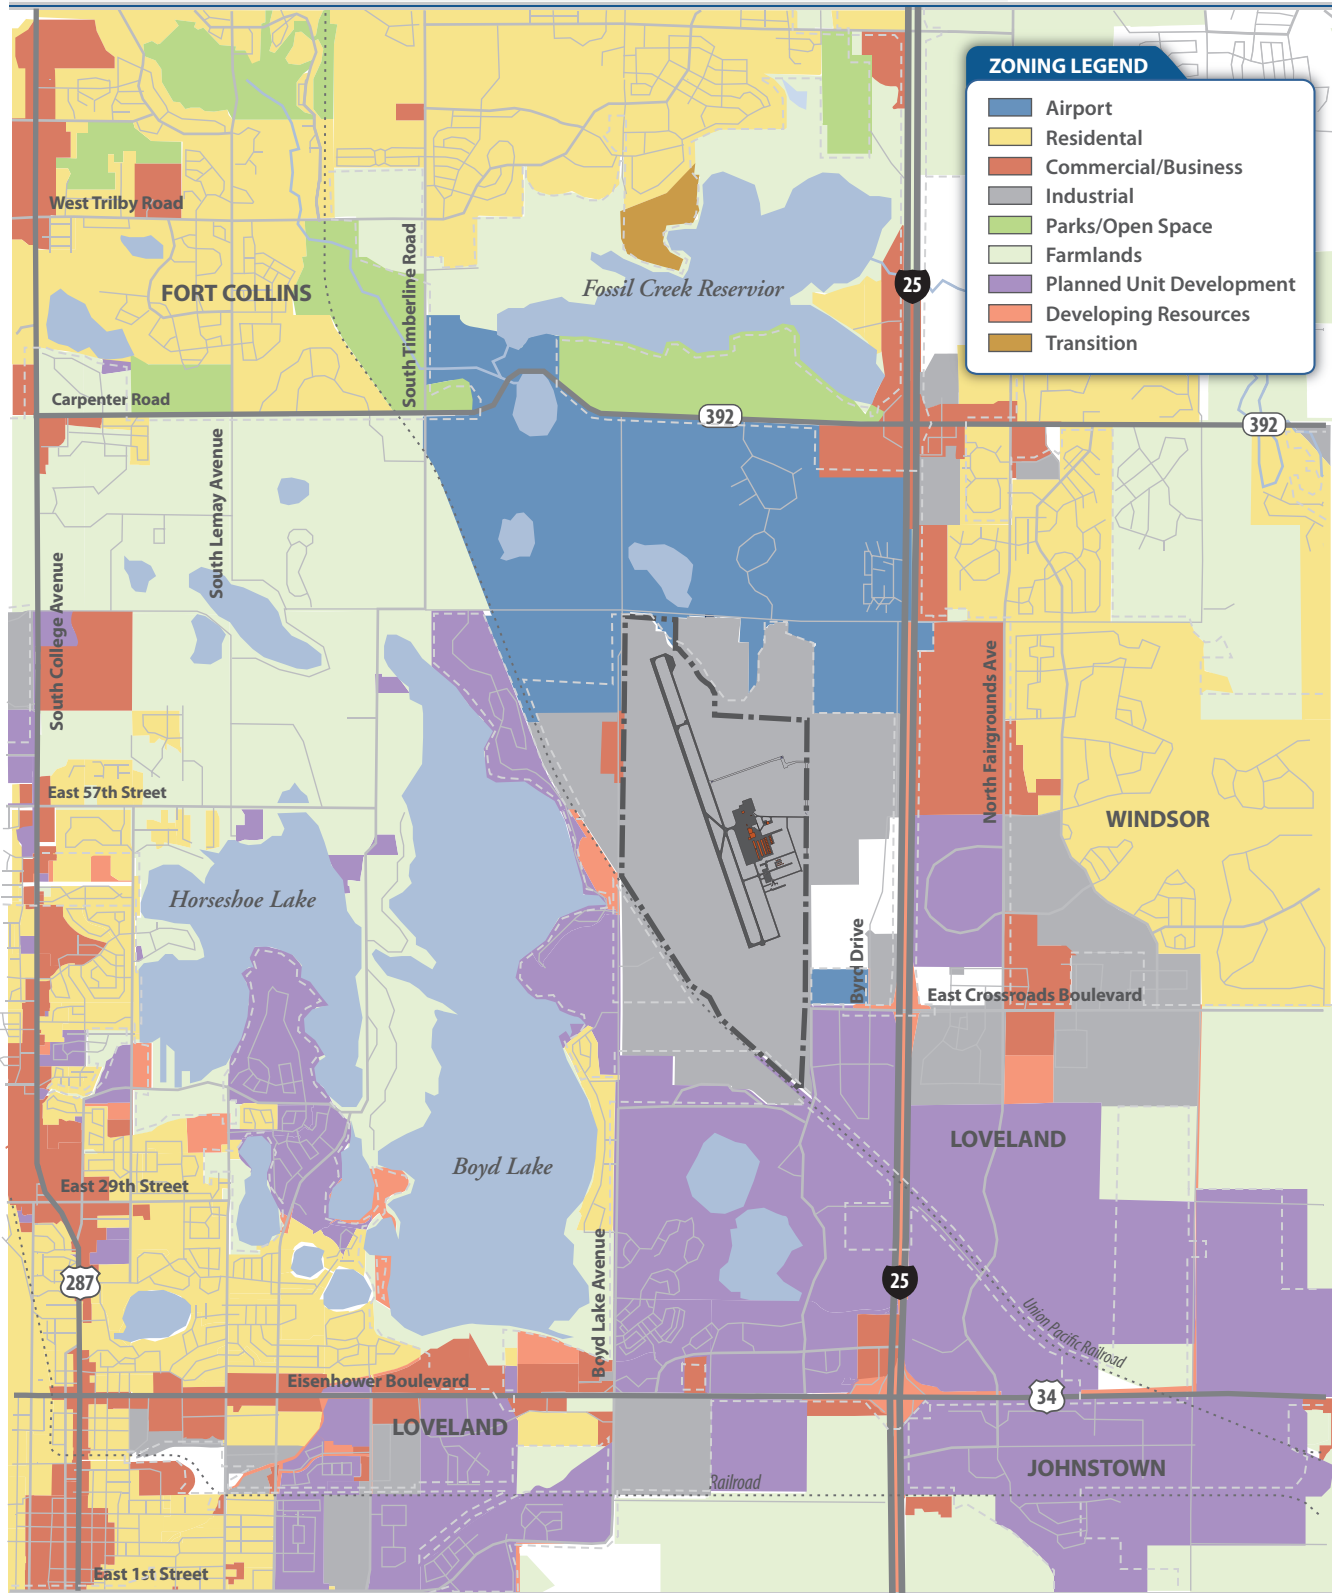 ZONING LEGEND
Airport
Residental
Commercial/Business
Industrial
Parks/Open Space
Farmlands
Planned Unit Development
Developing Resources
Transition
West Trilby Road
FORT COLLINS
South Timberline Road
Fossil Creek Reservior
25
Carpenter Road
392
392
South Lemay Avenue
South College Avenue
North Fairgrounds Ave
East 57th Street
WINDSOR
Horseshoe Lake
Byrd Drive
East Crossroads Boulevard
LOVELAND
Boyd Lake
East 29th Street
Boyd Lake Avenue
287
25
Union Pacific Railroad
Eisenhower Boulevard
34
LOVELAND
JOHNSTOWN
Railroad
East 1st Street